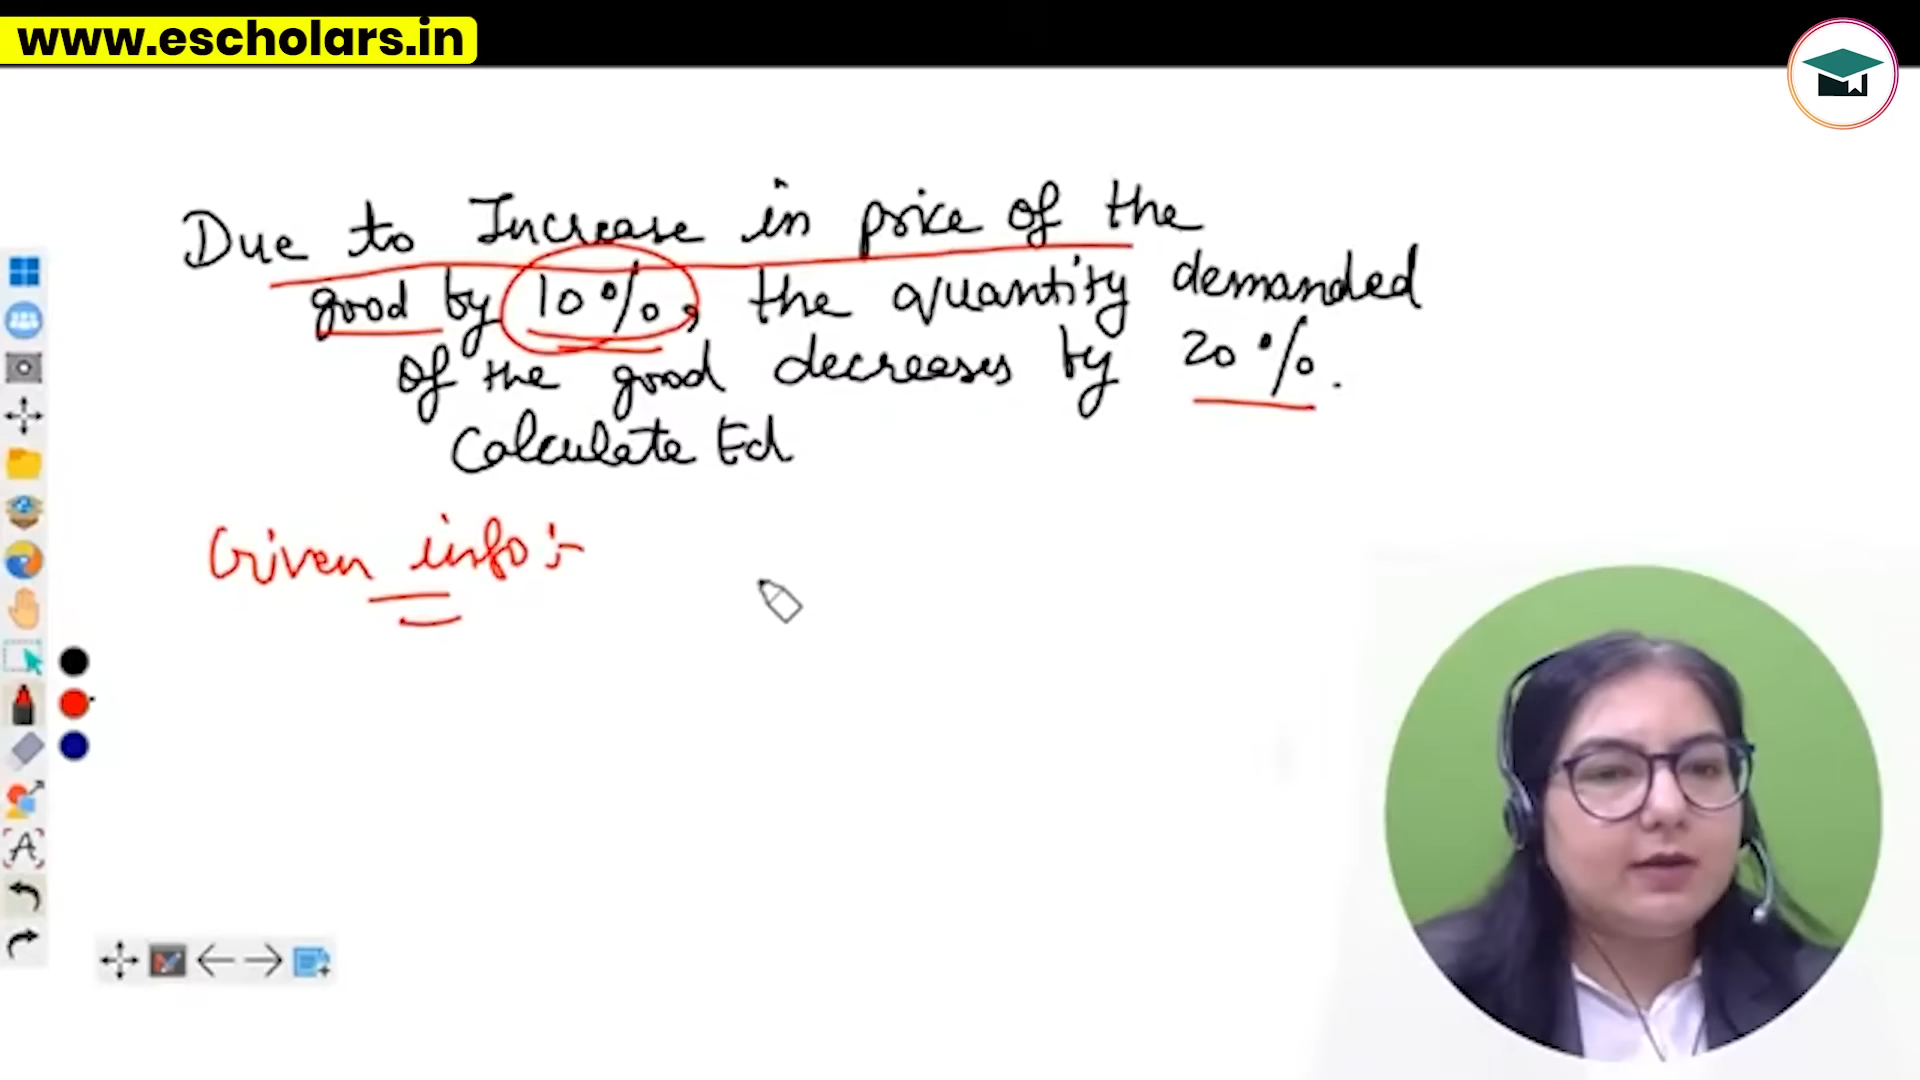 www.escholars.in
Due to Increase in price of the
good by 10%, the quantity demanded
of the good decreases by 20%.
Calculate Ed
Given info:-